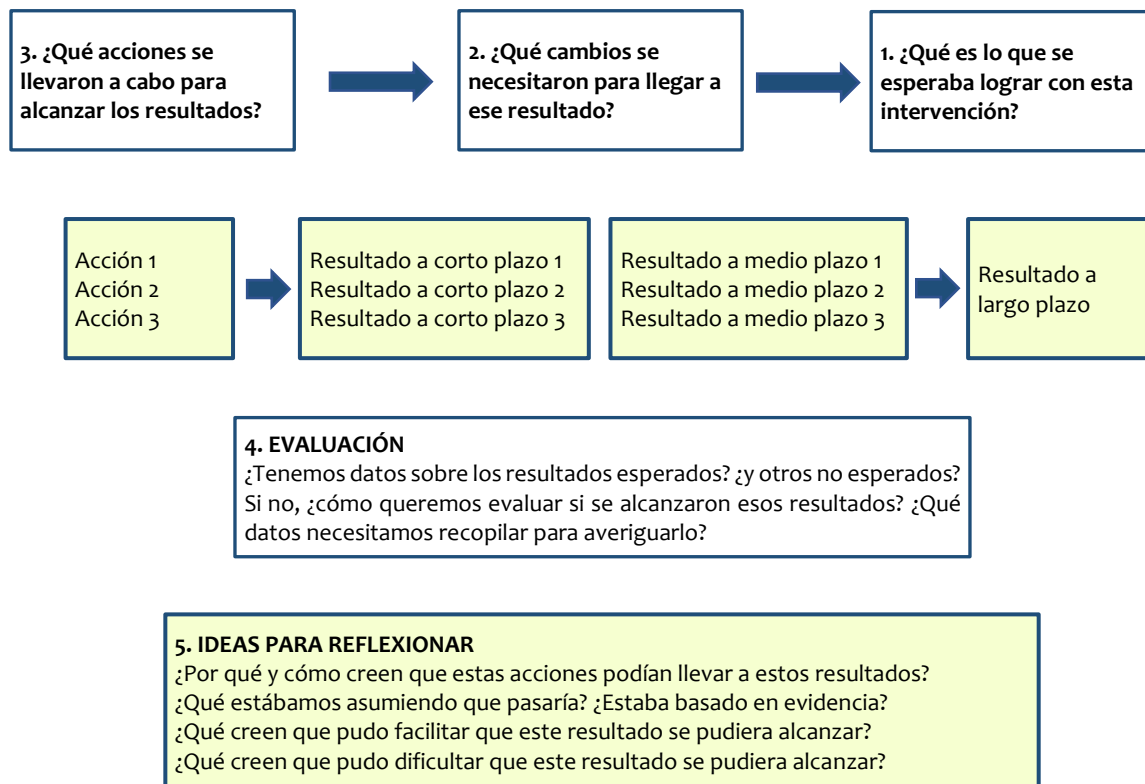 3. ¿Qué acciones se
llevaron a cabo para
alcanzar los resultados?
2. ¿Qué cambios se
necesitaron para llegar a
ese resultado?
1. ¿Qué es lo que se
esperaba lograr con esta
intervención?
Acción 1
Acción 2
Acción 3
Resultado a corto plazo 1
Resultado a corto plazo 2
Resultado a corto plazo 3
Resultado a medio plazo 1
Resultado a medio plazo 2
Resultado a medio plazo 3
Resultado a
largo plazo
4. EVALUACIÓN
¿Tenemos datos sobre los resultados esperados? ¿y otros no esperados?
Si no, ¿cómo queremos evaluar si se alcanzaron esos resultados? ¿Qué
datos necesitamos recopilar para averiguarlo?
5. IDEAS PARA REFLEXIONAR
¿Por qué y cómo creen que estas acciones podían llevar a estos resultados?
¿Qué estábamos asumiendo que pasaría? ¿Estaba basado en evidencia?
¿Qué creen que pudo facilitar que este resultado se pudiera alcanzar?
¿Qué creen que pudo dificultar que este resultado se pudiera alcanzar?